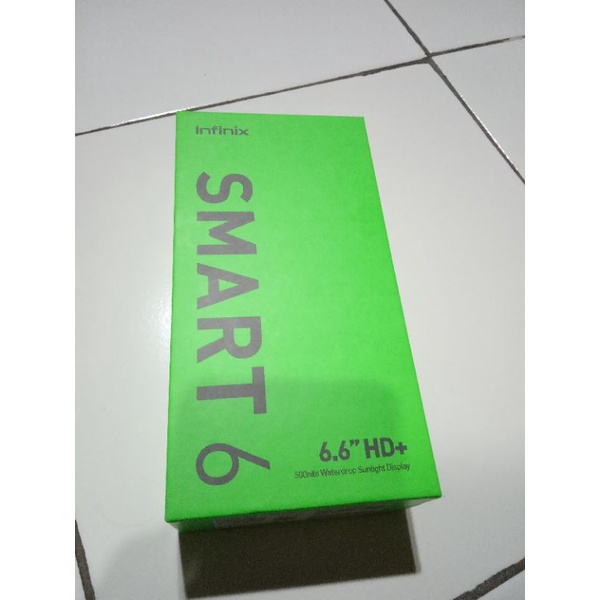 Infinix
SMART 6
6.6” HD+
500nits Waterdrop Sunlight Display